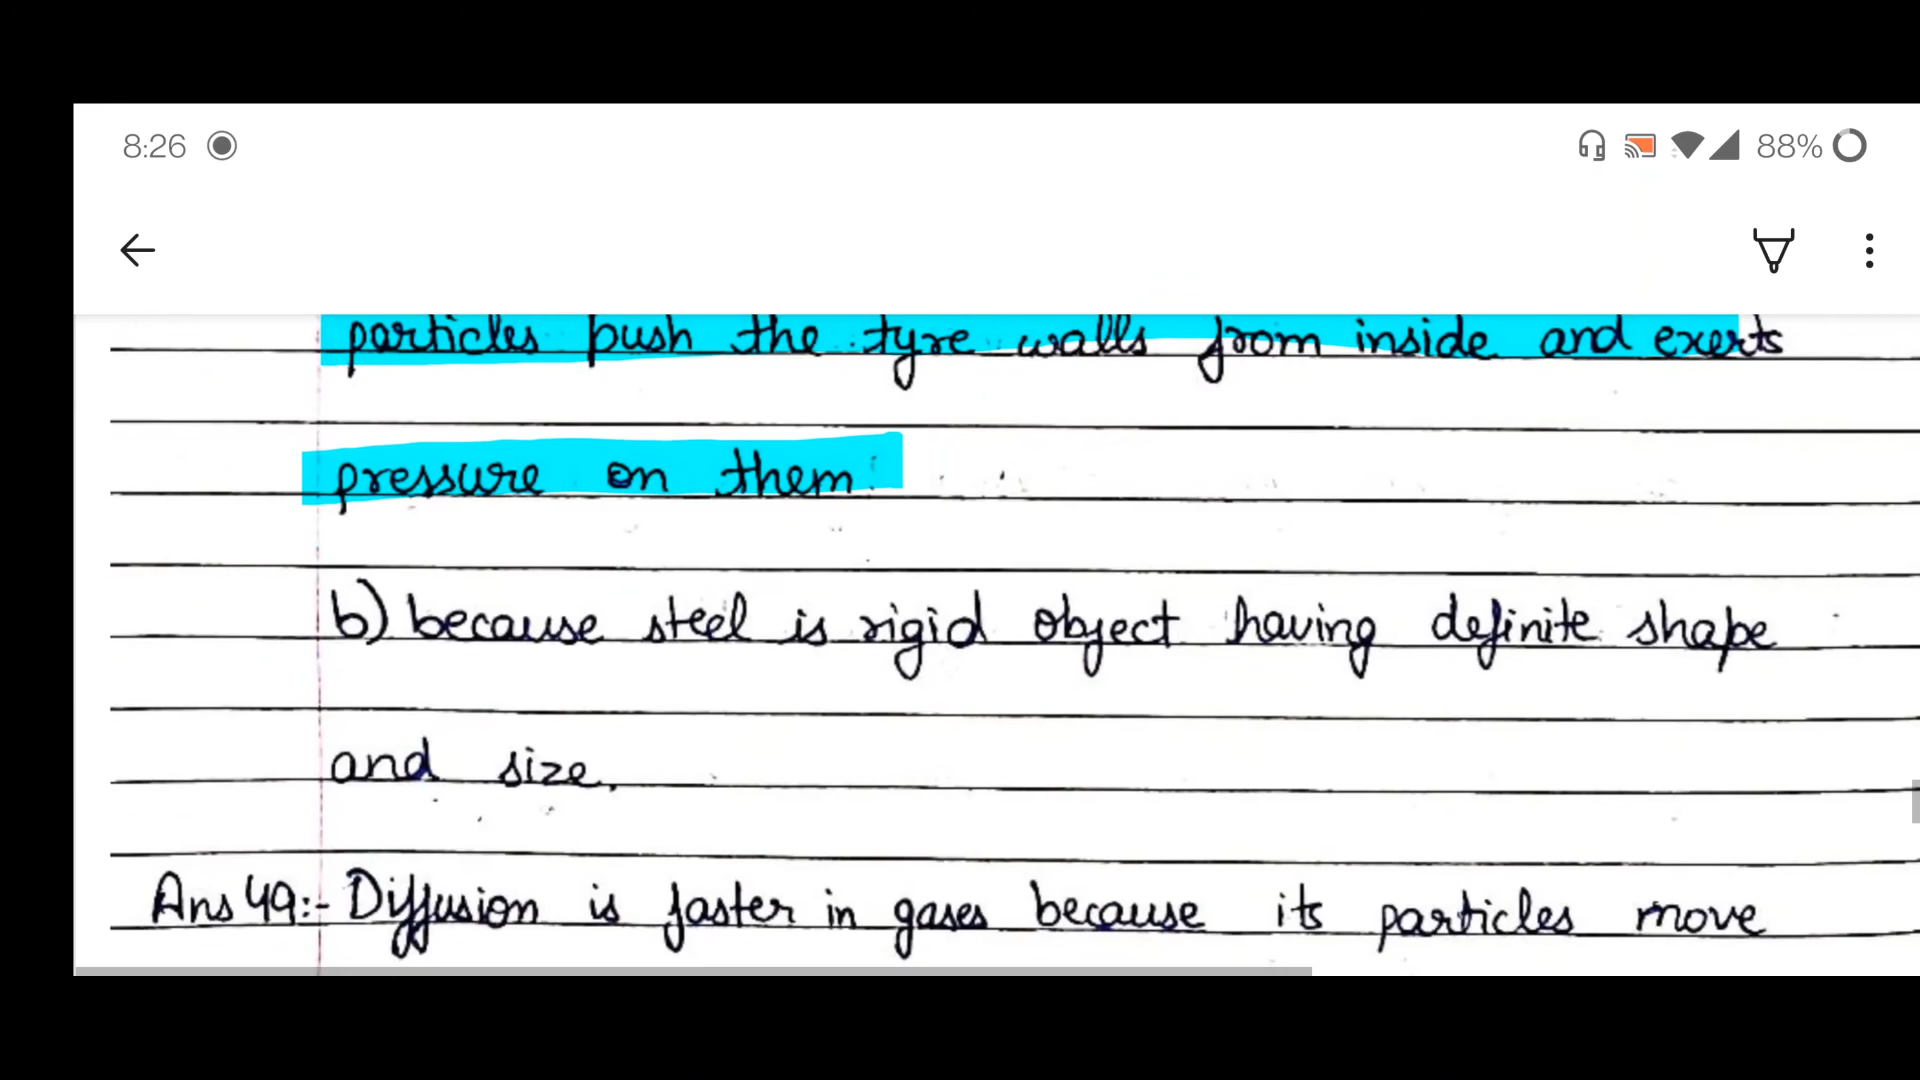 8:26 88%
particles push the tyre walls from inside and exerts
pressure on them
b) because steel is rigid object having definite shape
and size.
Ans 49:- Diffusion is faster in gases because its particles move